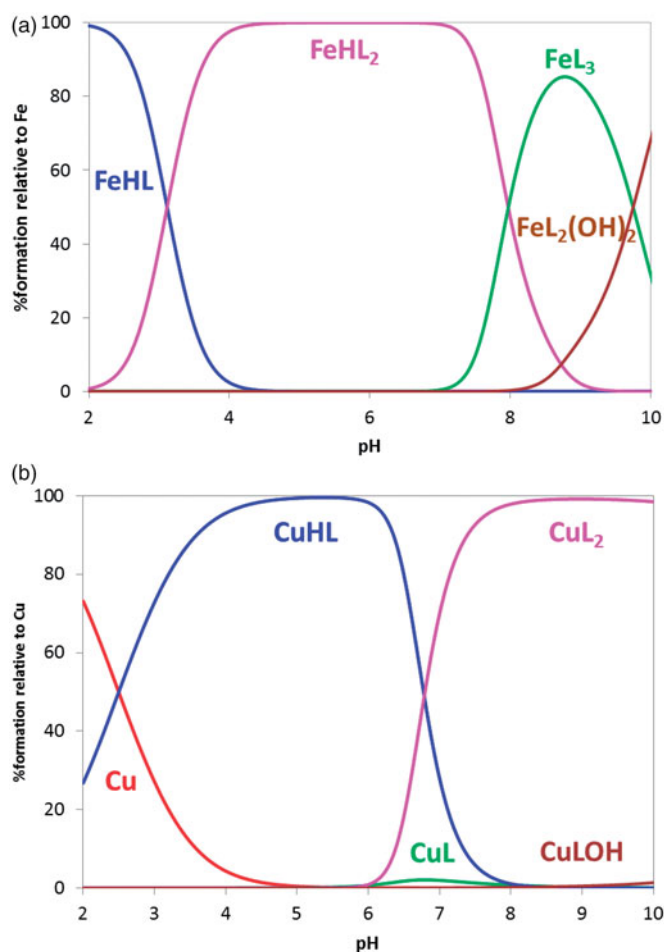 (a)
%formation relative to Fe
100
80
60
40
20
0
FeHL
FeHL₂
FeL₃
FeL₂(OH)₂
2 4 6 8 10
pH
(b)
%formation relative to Cu
100
80
60
40
20
0
CuHL
CuL₂
Cu
CuL
CuLOH
2 3 4 5 6 7 8 9 10
pH